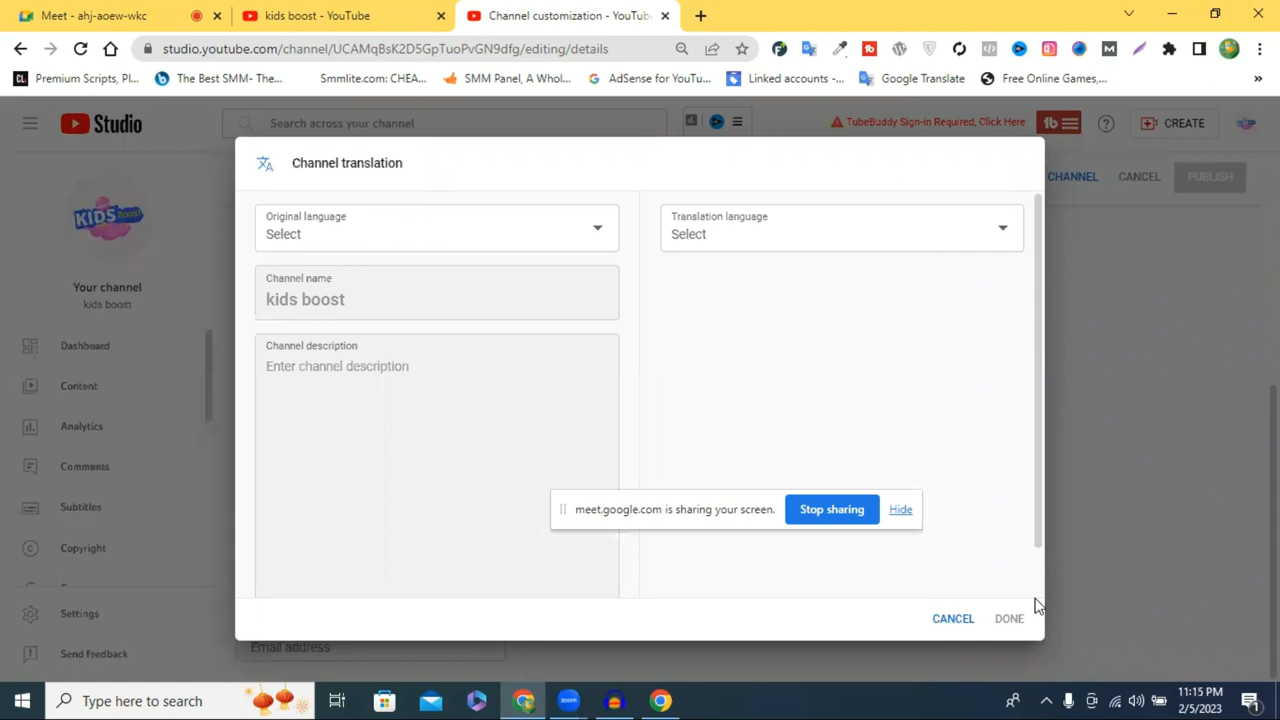 Meet - ahj-aoew-wkc
kids boost - YouTube
Channel customization - YouTube
studio.youtube.com/channel/UCAMqBsK2D5GpTuoPvGN9dfg/editing/details
Premium Scripts, Pl...
The Best SMM- The...
Smmlite.com: CHEA...
SMM Panel, A Whol...
AdSense for YouTu...
Linked accounts -...
Google Translate
Free Online Games,...
»
Studio
Search across your channel
TubeBuddy Sign-in Required, Click Here
CREATE
CHANNEL
CANCEL
PUBLISH
KIDS Boost
Your channel
kids boost
Dashboard
Content
Analytics
Comments
Subtitles
Copyright
Settings
Send feedback
Channel translation
Original language
Select
Translation language
Select
Channel name
kids boost
Channel description
Enter channel description
meet.google.com is sharing your screen.
Stop sharing
Hide
CANCEL
DONE
Email address
Type here to search
zoom
11:15 PM
2/5/2023